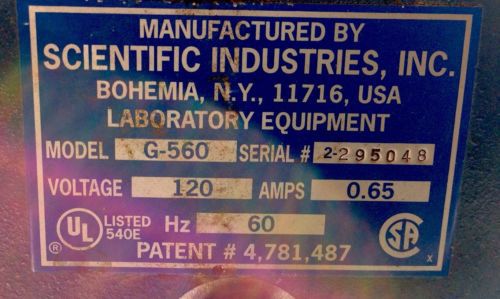 MANUFACTURED BY
SCIENTIFIC INDUSTRIES, INC.
BOHEMIA, N.Y., 11716, USA
LABORATORY EQUIPMENT
MODEL G-560 SERIAL # 2-295048
VOLTAGE 120 AMPS 0.65
UL ® LISTED 540E Hz 60 SA X
PATENT # 4,781,487